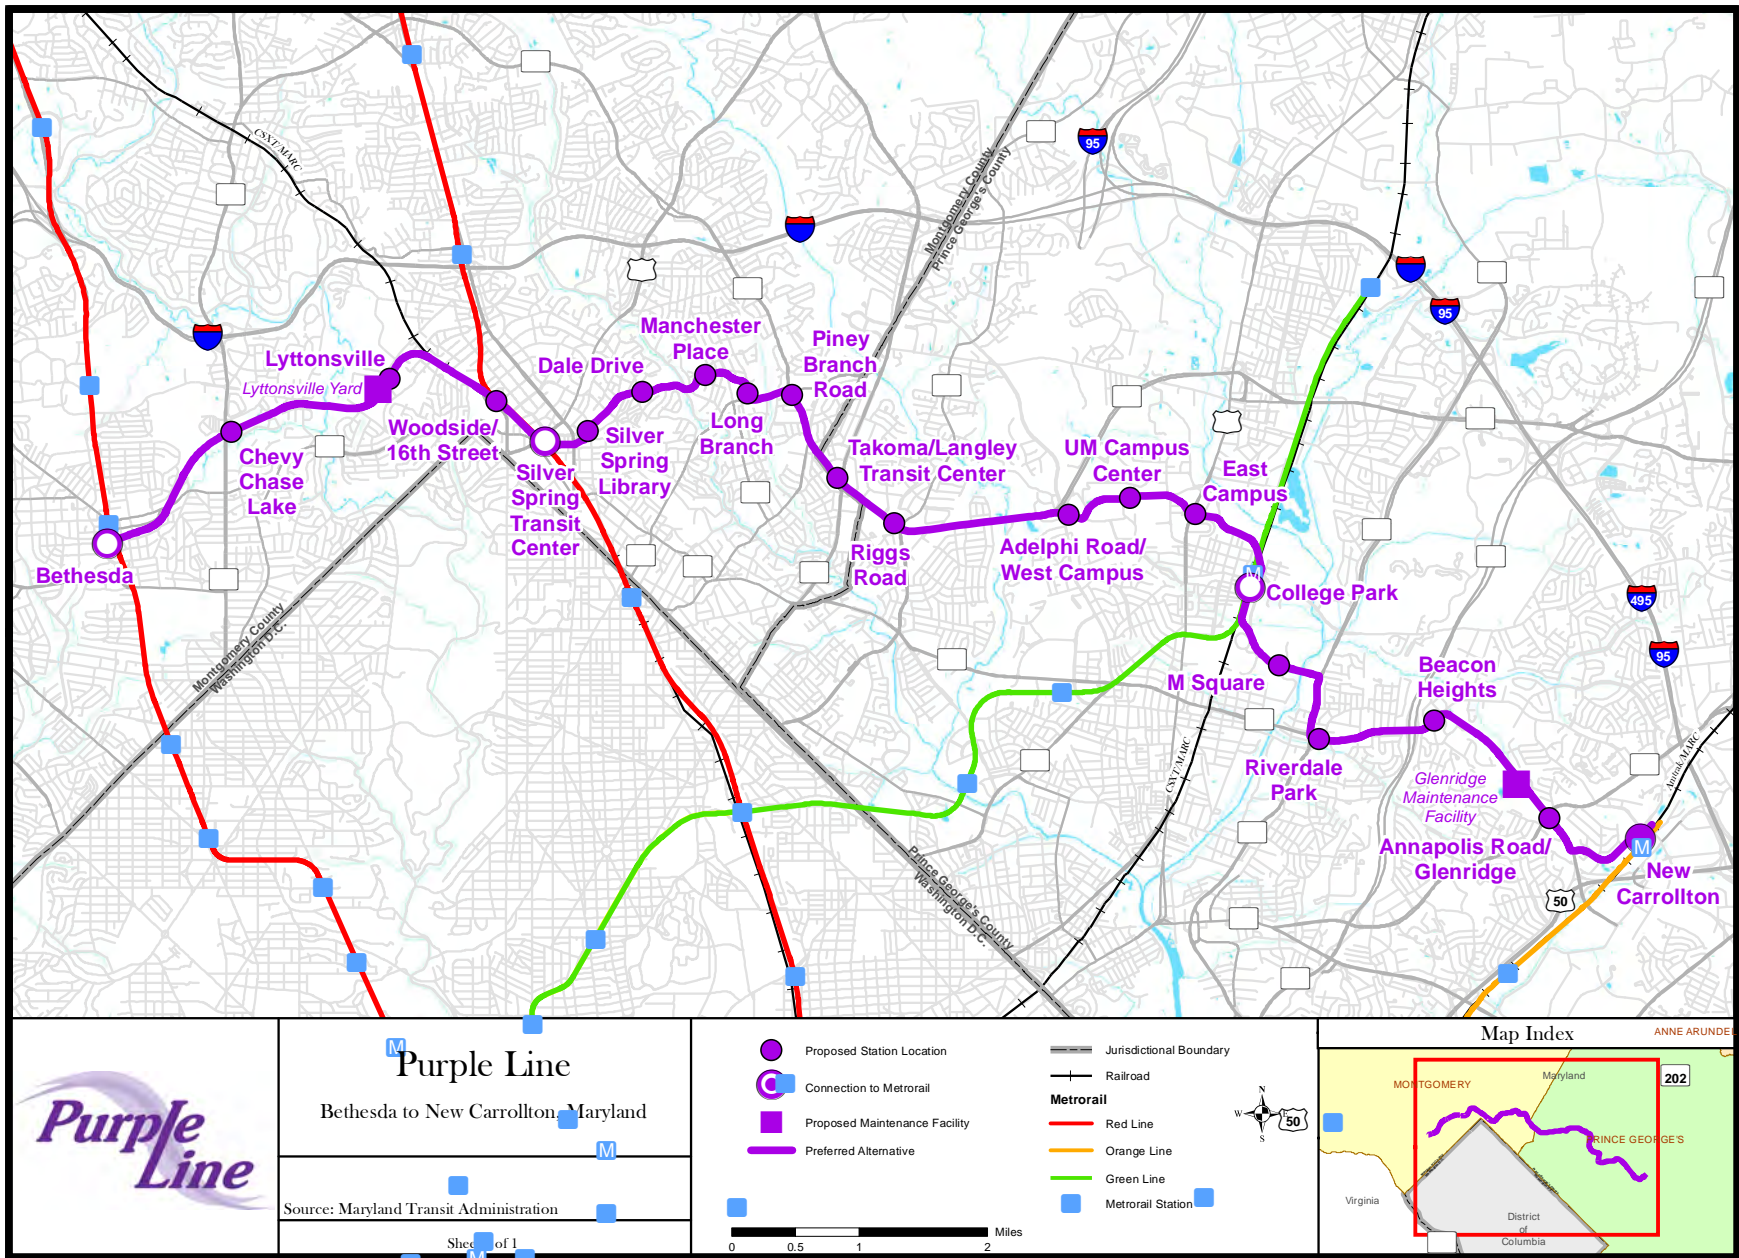 CSXT/MARC
95
Montgomery County
Prince George's County
95
Manchester
Place
Piney
Branch
Road
Lyttonsville
Lyttonsville Yard
Dale Drive
Woodside/
16th Street
Long
Branch
Silver
Spring
Library
Chevy
Chase
Lake
Silver
Spring
Transit
Center
Takoma/Langley
Transit Center
UM Campus
Center
East
Campus
Bethesda
Riggs
Road
Adelphi Road/
West Campus
M
College Park
495
95
Montgomery County
Washington D.C.
M Square
Beacon
Heights
Riverdale
Park
CSXT/MARC
Amtrak/MARC
Glenridge
Maintenance
Facility
Annapolis Road/
Glenridge
M
New
Carrollton
50
Prince George's County
Washington D.C.
Purple
Line
M
Purple Line
Bethesda to New Carrollton, Maryland
M
Source: Maryland Transit Administration
of 1
M
Proposed Station Location
Connection to Metrorail
Proposed Maintenance Facility
Preferred Alternative
Jurisdictional Boundary
Railroad
Metrorail
Red Line
Orange Line
Green Line
Metrorail Station
N
W
E
S
50
0
0.5
1
2
Miles
Map Index
ANNE ARUNDEL
202
MONTGOMERY
Maryland
PRINCE GEORGE'S
Virginia
District
of
Columbia